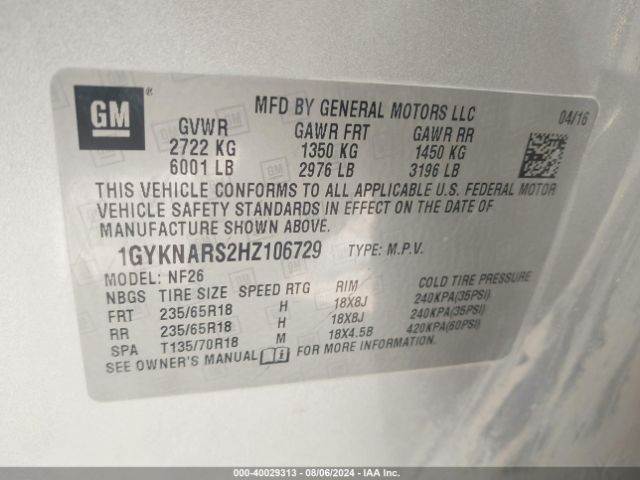 GM ®
MFD BY GENERAL MOTORS LLC 04/16
GVWR GAWR FRT GAWR RR
2722 KG 1350 KG 1450 KG
6001 LB 2976 LB 3196 LB
THIS VEHICLE CONFORMS TO ALL APPLICABLE U.S. FEDERAL MOTOR
VEHICLE SAFETY STANDARDS IN EFFECT ON THE DATE OF
MANUFACTURE SHOWN ABOVE.
1GYKNARS2HZ106729 TYPE: M.P.V.
MODEL: NF26
NBGS TIRE SIZE SPEED RTG RIM COLD TIRE PRESSURE
FRT 235/65R18 H 18X8J 240KPA(35PSI)
RR 235/65R18 H 18X8J 240KPA(35PSI)
SPA T135/70R18 M 18X4.5B 420KPA(60PSI)
SEE OWNER'S MANUAL FOR MORE INFORMATION.
000-40029313 - 08/06/2024 - IAA Inc.